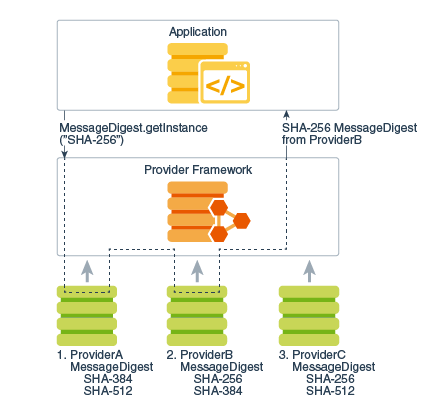 Application
</>
MessageDigest.getInstance
("SHA-256")
SHA-256 MessageDigest
from ProviderB
Provider Framework
1. ProviderA
MessageDigest
SHA-384
SHA-512
2. ProviderB
MessageDigest
SHA-256
SHA-384
3. ProviderC
MessageDigest
SHA-256
SHA-512